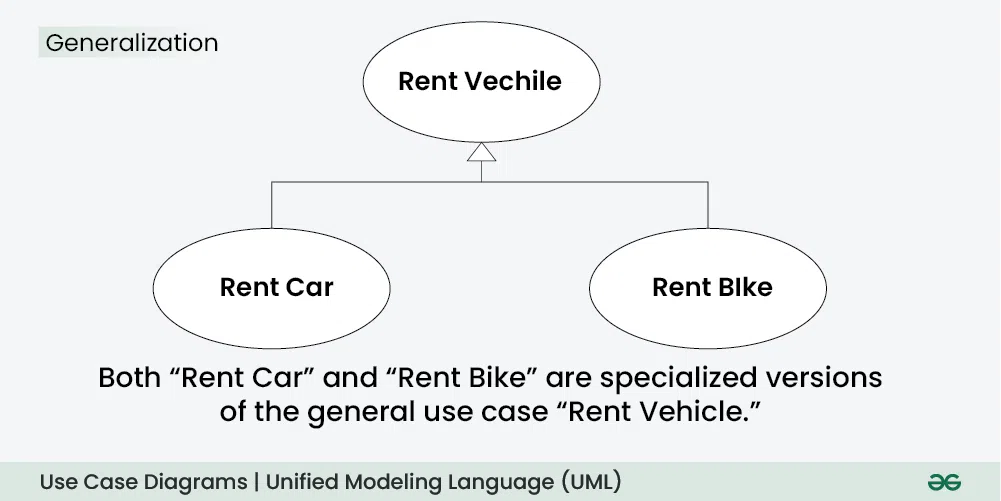 Generalization
Rent Vechile
Rent Car
Rent BIke
Both “Rent Car” and “Rent Bike” are specialized versions
of the general use case “Rent Vehicle.”
Use Case Diagrams | Unified Modeling Language (UML)